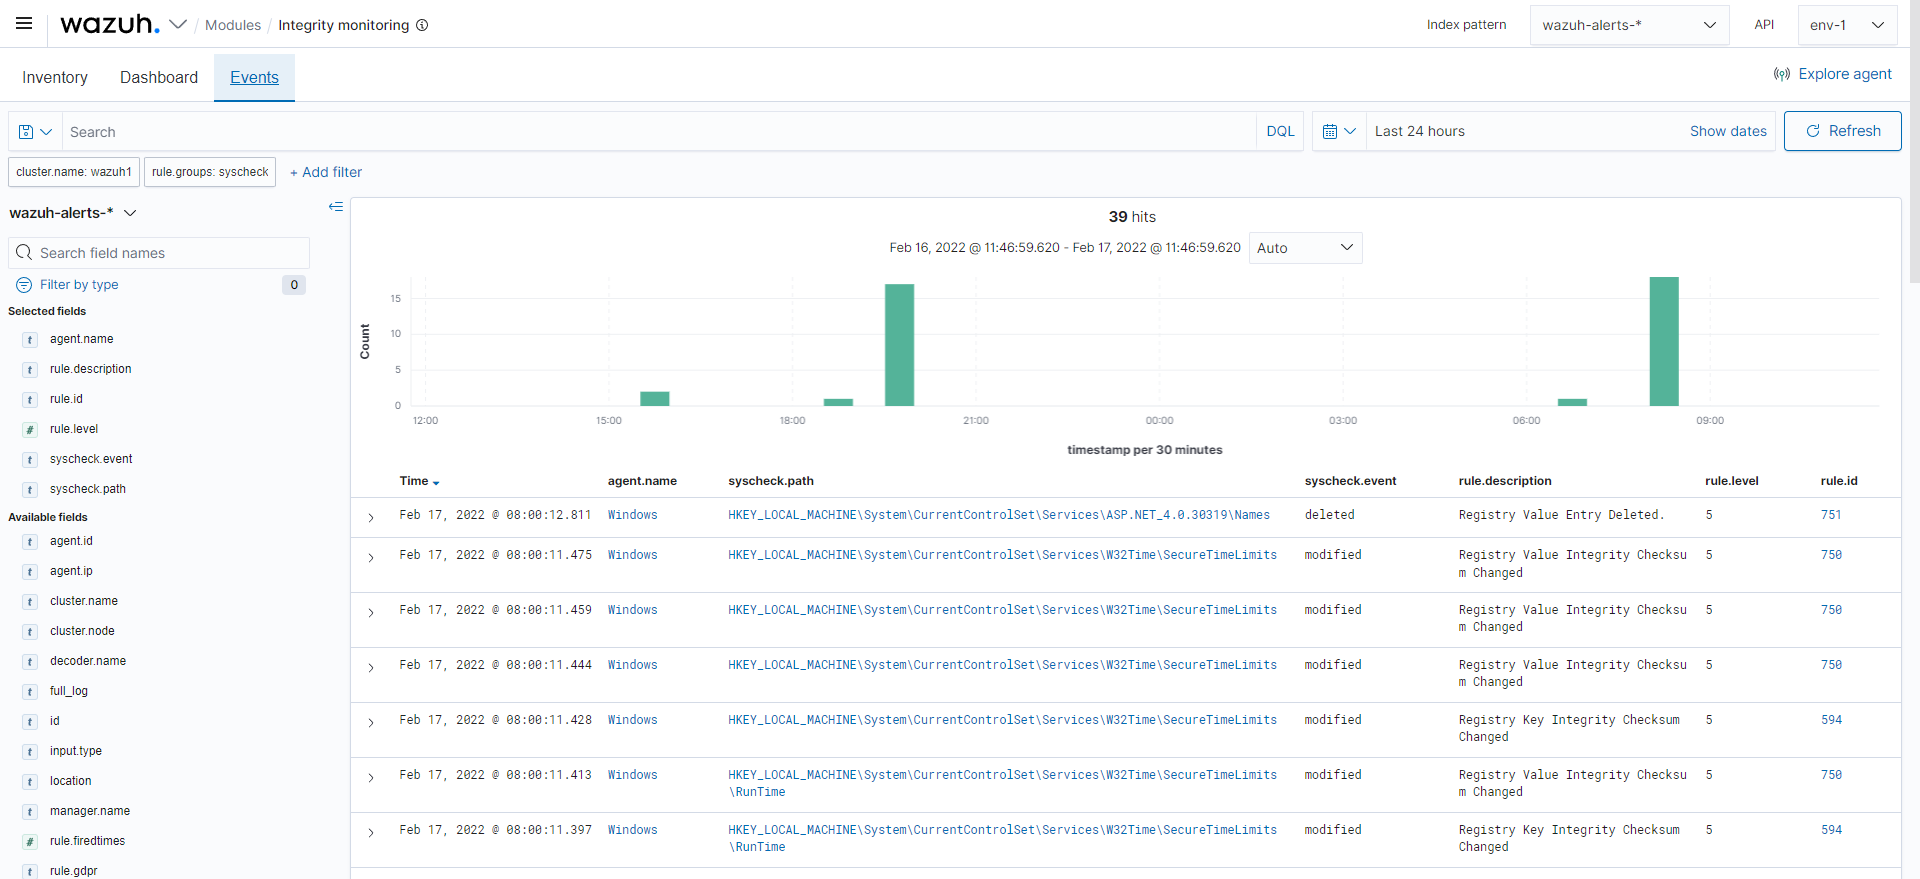 wazuh. / Modules / Integrity monitoring
Index pattern
wazuh-alerts-*
API
env-1
Inventory
Dashboard
Events
Explore agent
Search
DQL
Last 24 hours
Show dates
Refresh
cluster.name: wazuh1
rule.groups: syscheck
+ Add filter
wazuh-alerts-*
Search field names
Filter by type
0
Selected fields
t agent.name
t rule.description
t rule.id
# rule.level
t syscheck.event
t syscheck.path
Available fields
t agent.id
t agent.ip
t cluster.name
t cluster.node
t decoder.name
t full_log
t id
t input.type
t location
t manager.name
# rule.firedtimes
t rule.gdpr
39 hits
Feb 16, 2022 @ 11:46:59.620 - Feb 17, 2022 @ 11:46:59.620
Auto
Count
15
10
5
0
12:00 15:00 18:00 21:00 00:00 03:00 06:00 09:00
timestamp per 30 minutes
Time agent.name syscheck.path syscheck.event rule.description rule.level rule.id
Feb 17, 2022 @ 08:00:12.811 Windows HKEY_LOCAL_MACHINE\System\CurrentControlSet\Services\ASP.NET_4.0.30319\Names deleted Registry Value Entry Deleted. 5 751
Feb 17, 2022 @ 08:00:11.475 Windows HKEY_LOCAL_MACHINE\System\CurrentControlSet\Services\W32Time\SecureTimeLimits modified Registry Value Integrity Checksu 5 750
m Changed
Feb 17, 2022 @ 08:00:11.459 Windows HKEY_LOCAL_MACHINE\System\CurrentControlSet\Services\W32Time\SecureTimeLimits modified Registry Value Integrity Checksu 5 750
m Changed
Feb 17, 2022 @ 08:00:11.444 Windows HKEY_LOCAL_MACHINE\System\CurrentControlSet\Services\W32Time\SecureTimeLimits modified Registry Value Integrity Checksu 5 750
m Changed
Feb 17, 2022 @ 08:00:11.428 Windows HKEY_LOCAL_MACHINE\System\CurrentControlSet\Services\W32Time\SecureTimeLimits modified Registry Key Integrity Checksum 5 594
Changed
Feb 17, 2022 @ 08:00:11.413 Windows HKEY_LOCAL_MACHINE\System\CurrentControlSet\Services\W32Time\SecureTimeLimits modified Registry Value Integrity Checksu 5 750
\RunTime m Changed
Feb 17, 2022 @ 08:00:11.397 Windows HKEY_LOCAL_MACHINE\System\CurrentControlSet\Services\W32Time\SecureTimeLimits modified Registry Key Integrity Checksum 5 594
\RunTime Changed